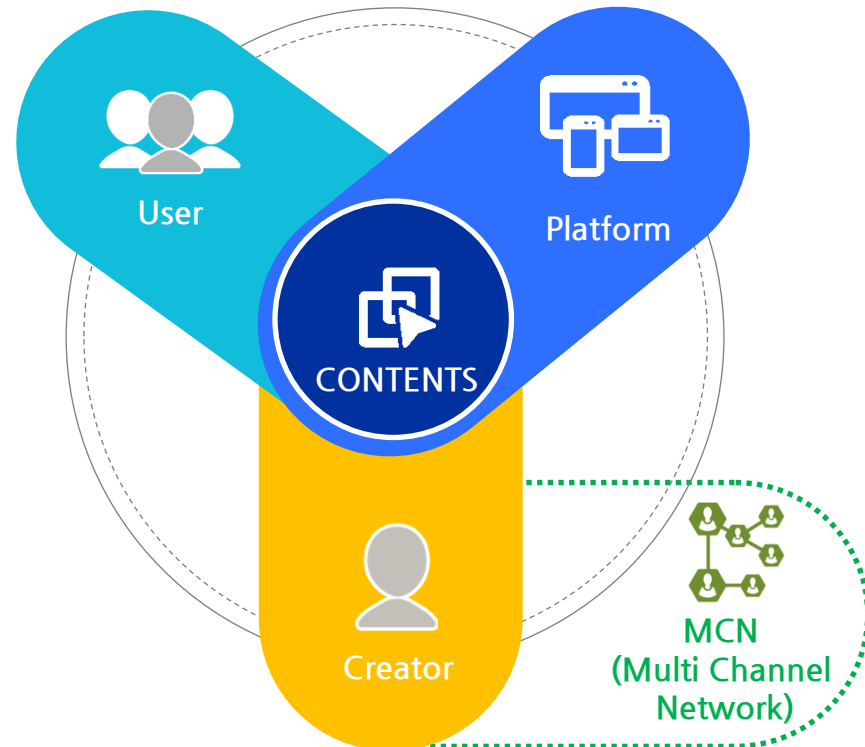 User
Platform
CONTENTS
Creator
MCN
(Multi Channel
Network)